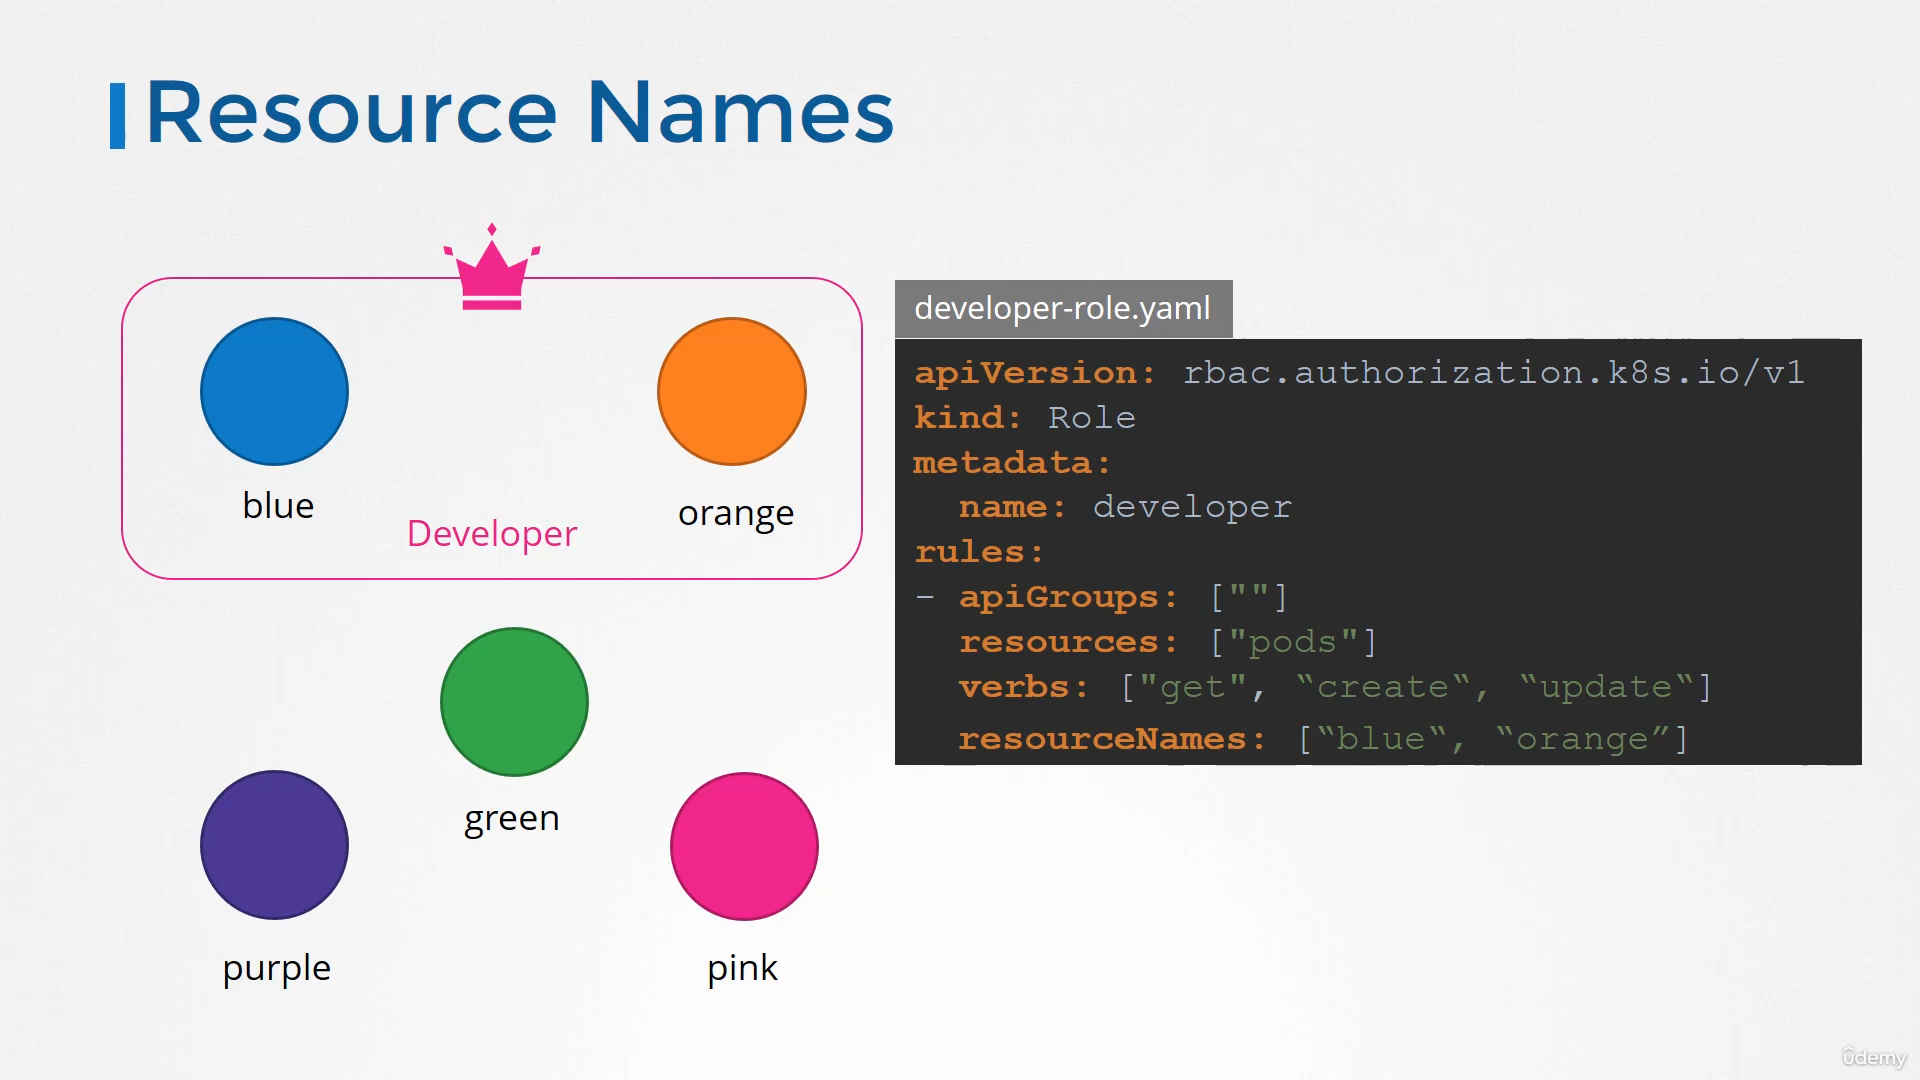 Resource Names
blue
orange
Developer
green
purple
pink
developer-role.yaml
apiVersion: rbac.authorization.k8s.io/v1
kind: Role
metadata:
  name: developer
rules:
- apiGroups: [""]
  resources: ["pods"]
  verbs: ["get", “create“, “update“]
  resourceNames: [“blue“, “orange”]
ûdemy